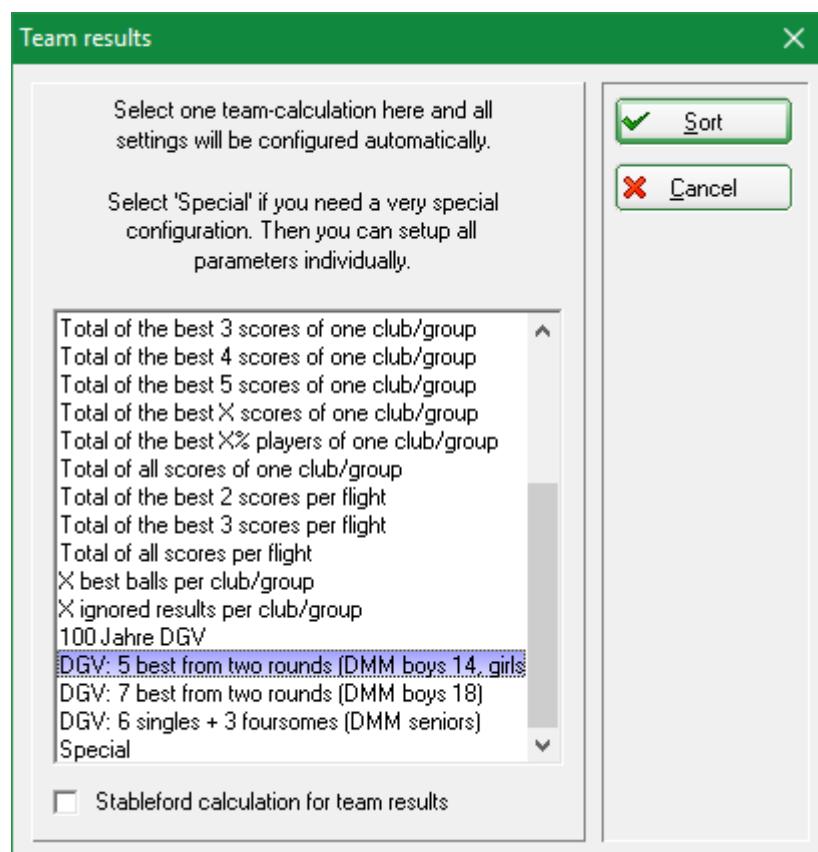 Team results
Select one team-calculation here and all
settings will be configured automatically.
Select 'Special' if you need a very special
configuration. Then you can setup all
parameters individually.
Sort
Cancel
Total of the best 3 scores of one club/group
Total of the best 4 scores of one club/group
Total of the best 5 scores of one club/group
Total of the best X scores of one club/group
Total of the best X% players of one club/group
Total of all scores of one club/group
Total of the best 2 scores per flight
Total of the best 3 scores per flight
Total of all scores per flight
X best balls per club/group
X ignored results per club/group
100 Jahre DGV
DGV: 5 best from two rounds (DMM boys 14, girls
DGV: 7 best from two rounds (DMM boys 18)
DGV: 6 singles + 3 foursomes (DMM seniors)
Special
Stableford calculation for team results